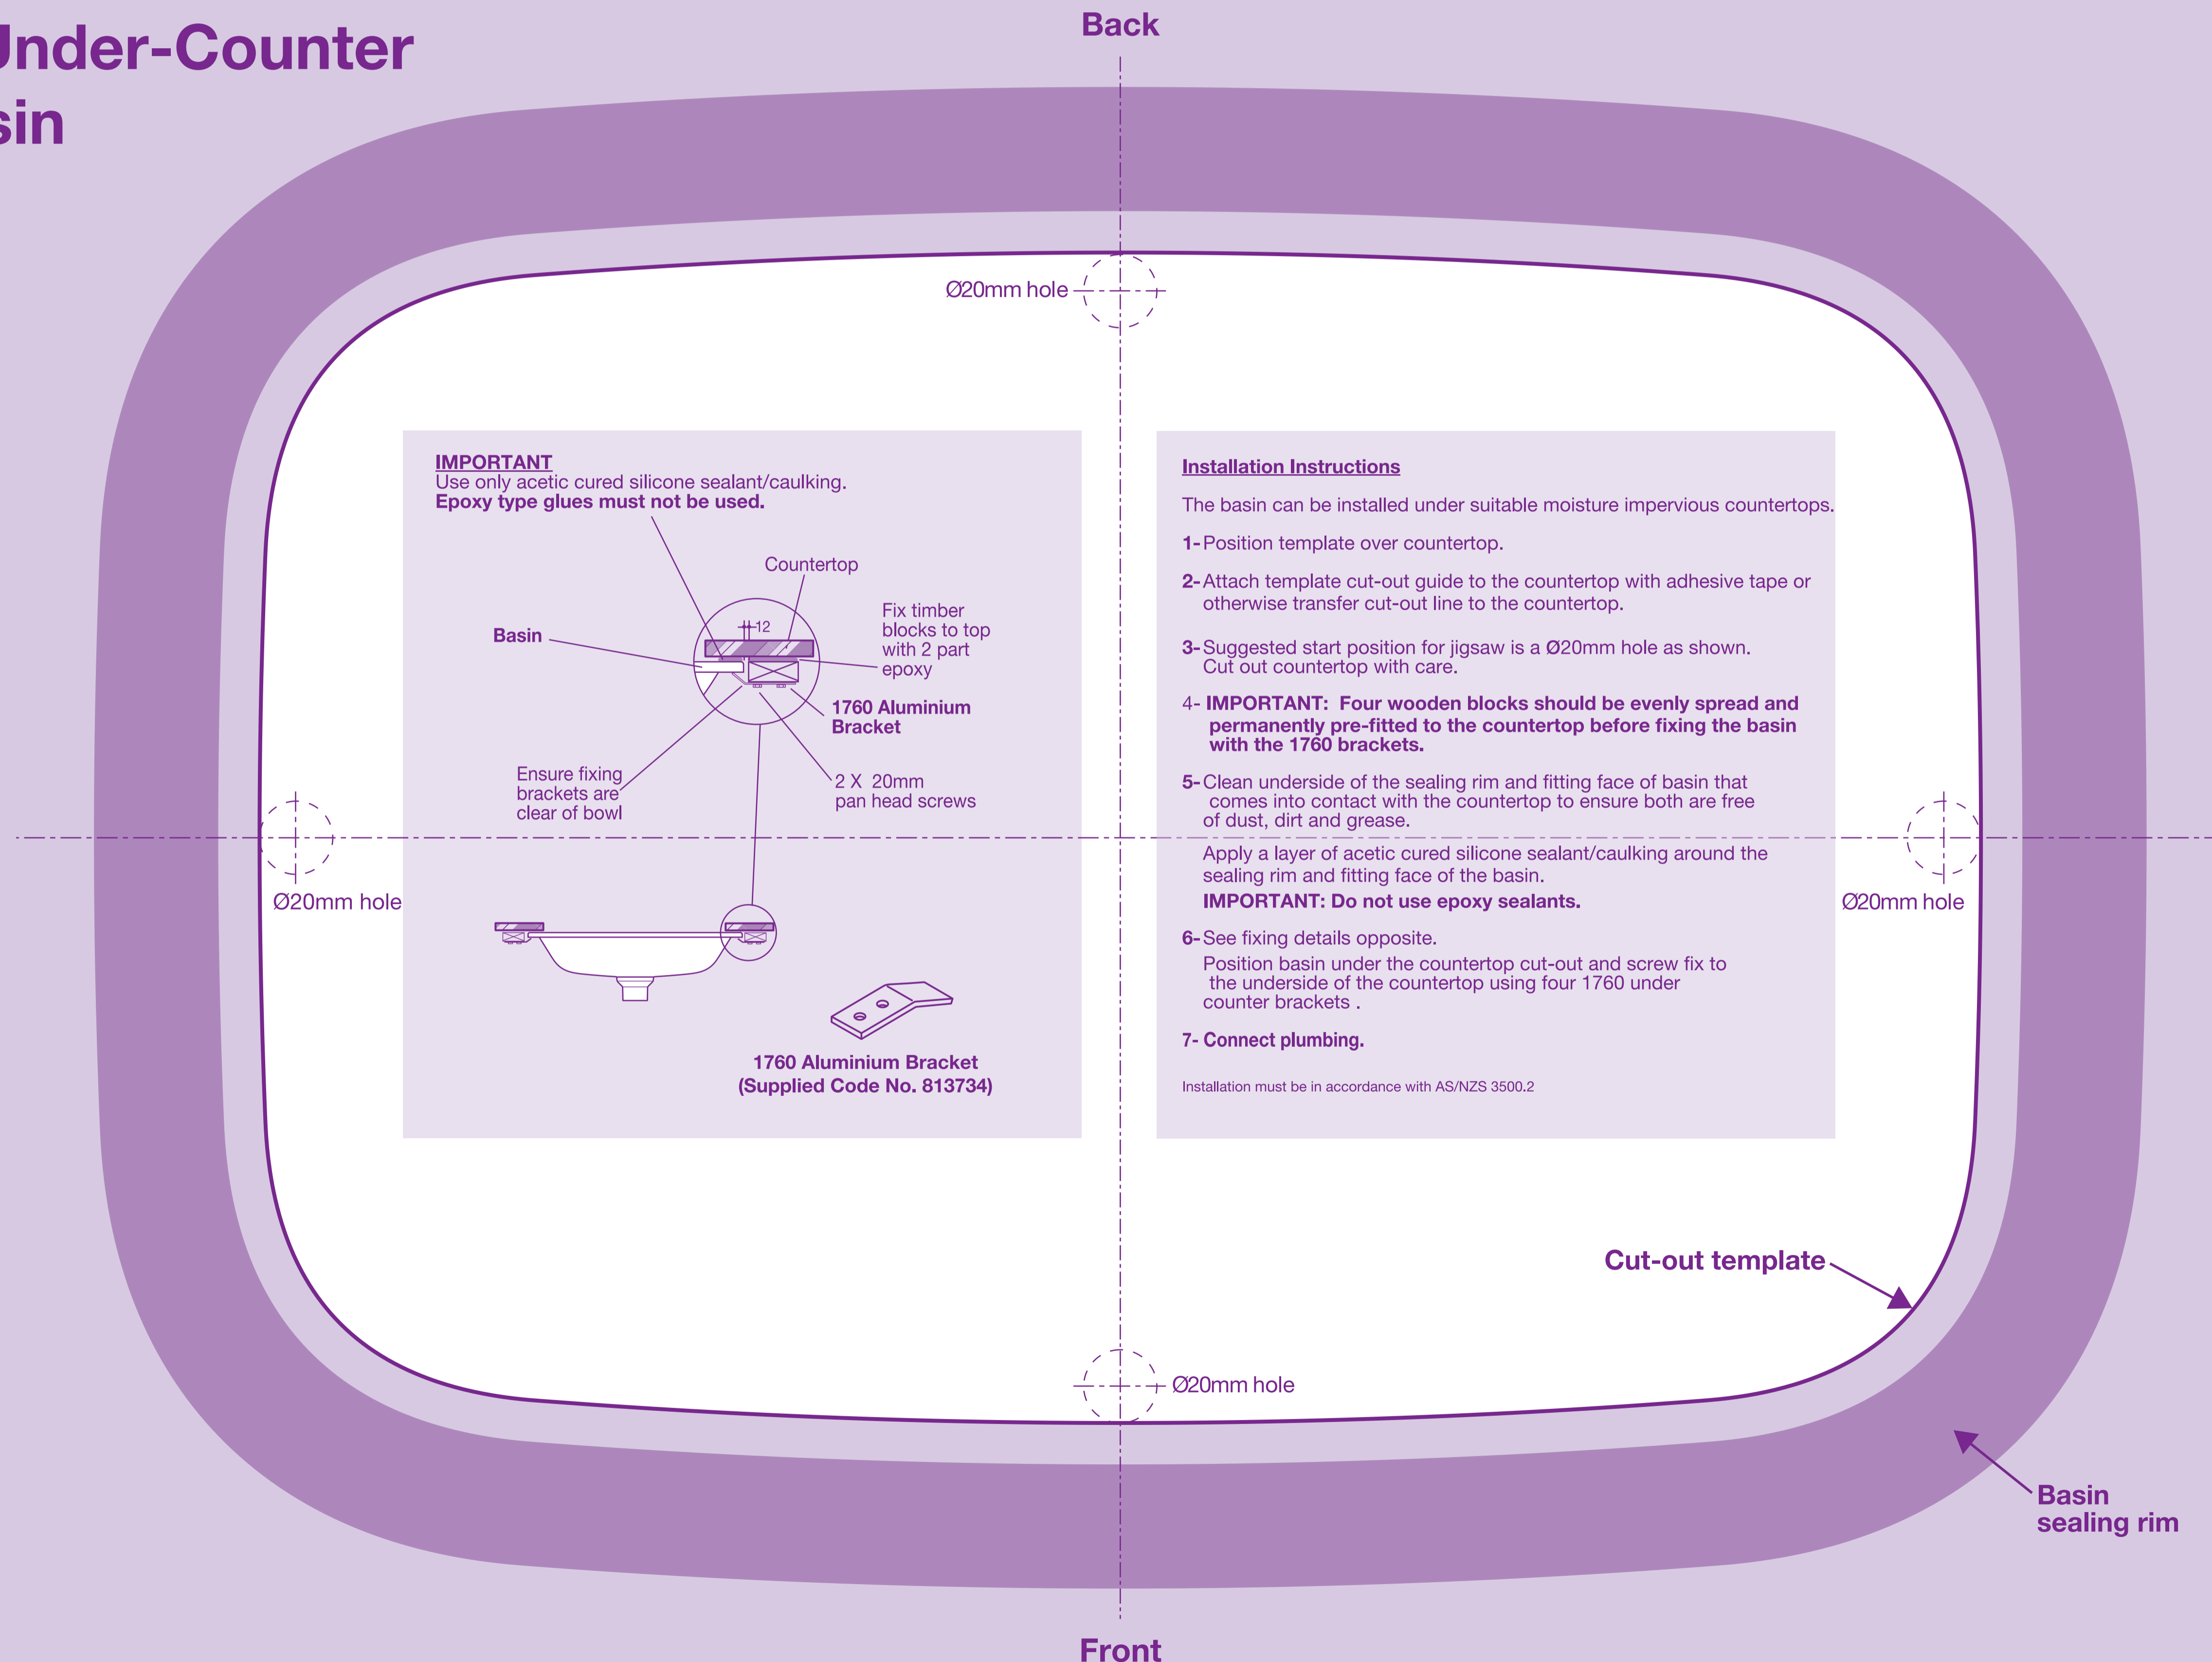 Under-Counter
sin
Back
Ø20mm hole
IMPORTANT
Use only acetic cured silicone sealant/caulking.
Epoxy type glues must not be used.
Countertop
12
Fix timber
blocks to top
with 2 part
epoxy
Basin
1760 Aluminium
Bracket
Ensure fixing
brackets are
clear of bowl
2 X 20mm
pan head screws
1760 Aluminium Bracket
(Supplied Code No. 813734)
Installation Instructions
The basin can be installed under suitable moisture impervious countertops.
1- Position template over countertop.
2- Attach template cut-out guide to the countertop with adhesive tape or
otherwise transfer cut-out line to the countertop.
3- Suggested start position for jigsaw is a Ø20mm hole as shown.
Cut out countertop with care.
4- IMPORTANT: Four wooden blocks should be evenly spread and
permanently pre-fitted to the countertop before fixing the basin
with the 1760 brackets.
5- Clean underside of the sealing rim and fitting face of basin that
comes into contact with the countertop to ensure both are free
of dust, dirt and grease.
Apply a layer of acetic cured silicone sealant/caulking around the
sealing rim and fitting face of the basin.
IMPORTANT: Do not use epoxy sealants.
6- See fixing details opposite.
Position basin under the countertop cut-out and screw fix to
the underside of the countertop using four 1760 under
counter brackets .
7- Connect plumbing.
Installation must be in accordance with AS/NZS 3500.2
Ø20mm hole
Ø20mm hole
Cut-out template
Ø20mm hole
Basin
sealing rim
Front